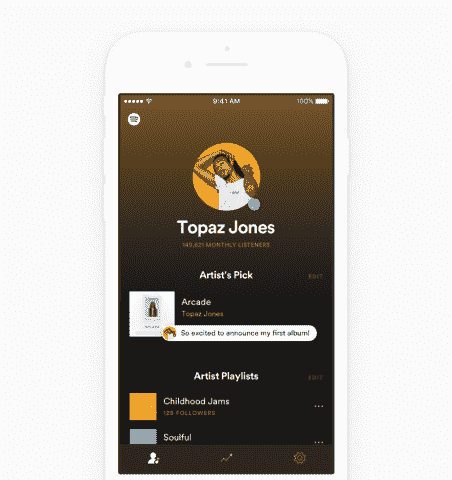 9:41 AM 100%
Topaz Jones
149,621 MONTHLY LISTENERS
Artist's Pick EDIT
Arcade
Topaz Jones
So excited to announce my first album!
Artist Playlists EDIT
Childhood Jams
125 FOLLOWERS
Soulful